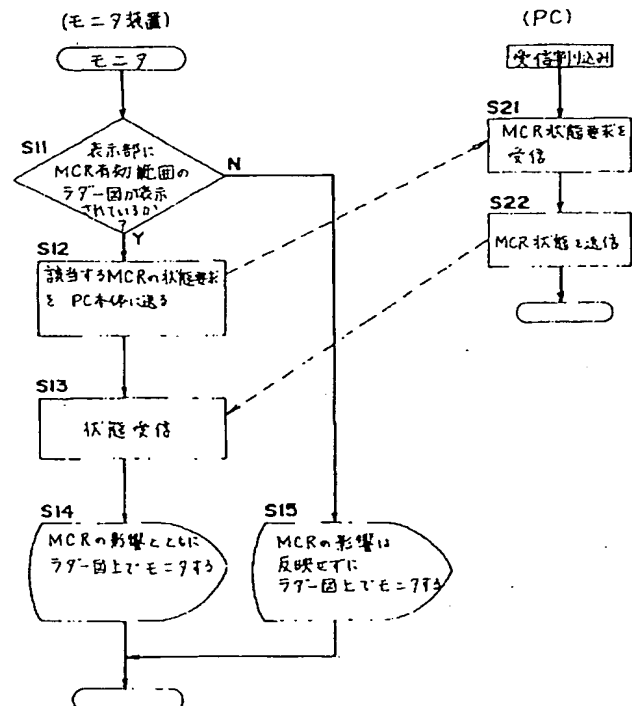 (モニタ装置)
モニタ
S11
表示部に
MCR有効範囲の
ラダー図が表示
されているか
?
N
Y
S12
該当するMCRの状態要求
を PC本体に送る
S13
状態受信
S14
MCRの影響とともに
ラダー図上でモニタする
S15
MCRの影響は
反映せずに
ラダー図上でモニタする
(PC)
受信割り込み
S21
MCR状態要求を
受信
S22
MCR状態を送信